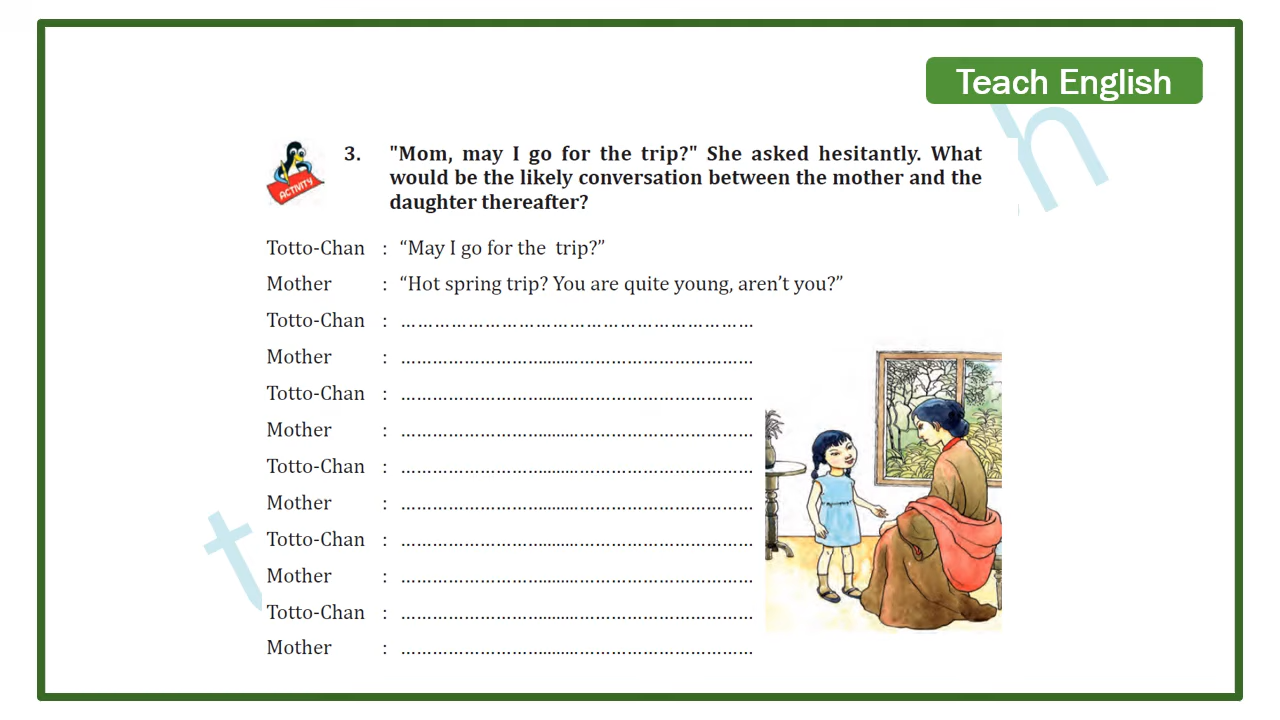 Teach English
ACTIVITY
3. "Mom, may I go for the trip?" She asked hesitantly. What
would be the likely conversation between the mother and the
daughter thereafter?
Totto-Chan : “May I go for the trip?”
Mother : “Hot spring trip? You are quite young, aren’t you?”
Totto-Chan : ……………………………………………………
Mother : ……………………………………………………
Totto-Chan : ……………………………………………………
Mother : ……………………………………………………
Totto-Chan : ……………………………………………………
Mother : ……………………………………………………
Totto-Chan : ……………………………………………………
Mother : ……………………………………………………
Totto-Chan : ……………………………………………………
Mother : ……………………………………………………